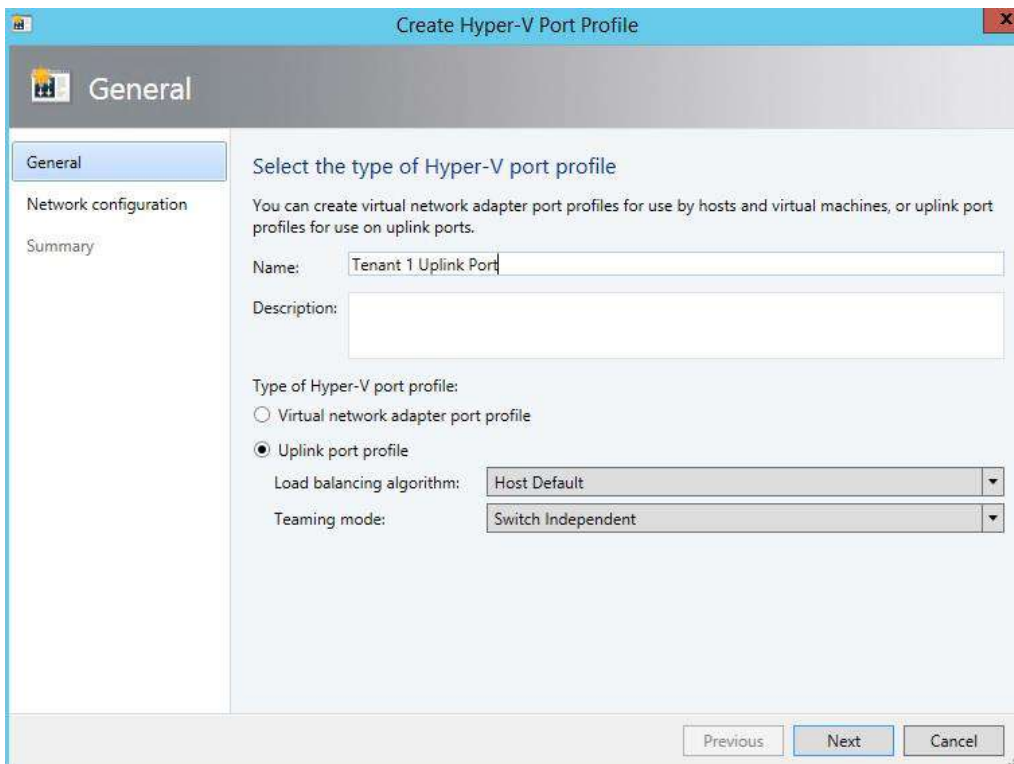 Create Hyper-V Port Profile
X
General
General
Network configuration
Summary
Select the type of Hyper-V port profile
You can create virtual network adapter port profiles for use by hosts and virtual machines, or uplink port
profiles for use on uplink ports.
Name: Tenant 1 Uplink Port
Description:
Type of Hyper-V port profile:
Virtual network adapter port profile
Uplink port profile
Load balancing algorithm: Host Default
Teaming mode: Switch Independent
Previous Next Cancel